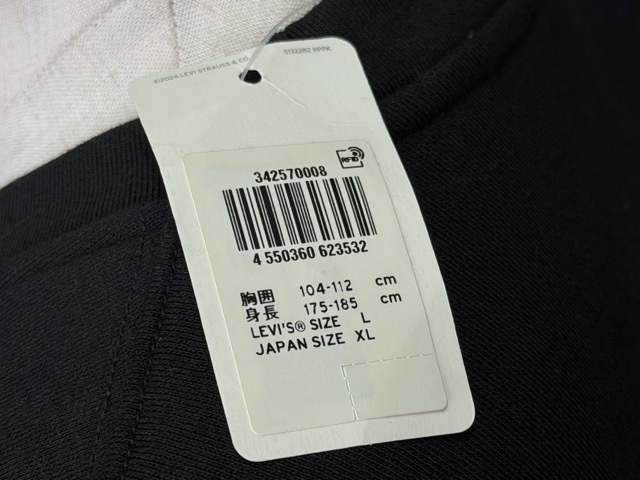 ©2024 LEVI STRAUSS & CO
S132282 RPPK
RFID
342570008
4 550360 623532
胸囲 104-112 cm
身長 175-185 cm
LEVI'S® SIZE L
JAPAN SIZE XL